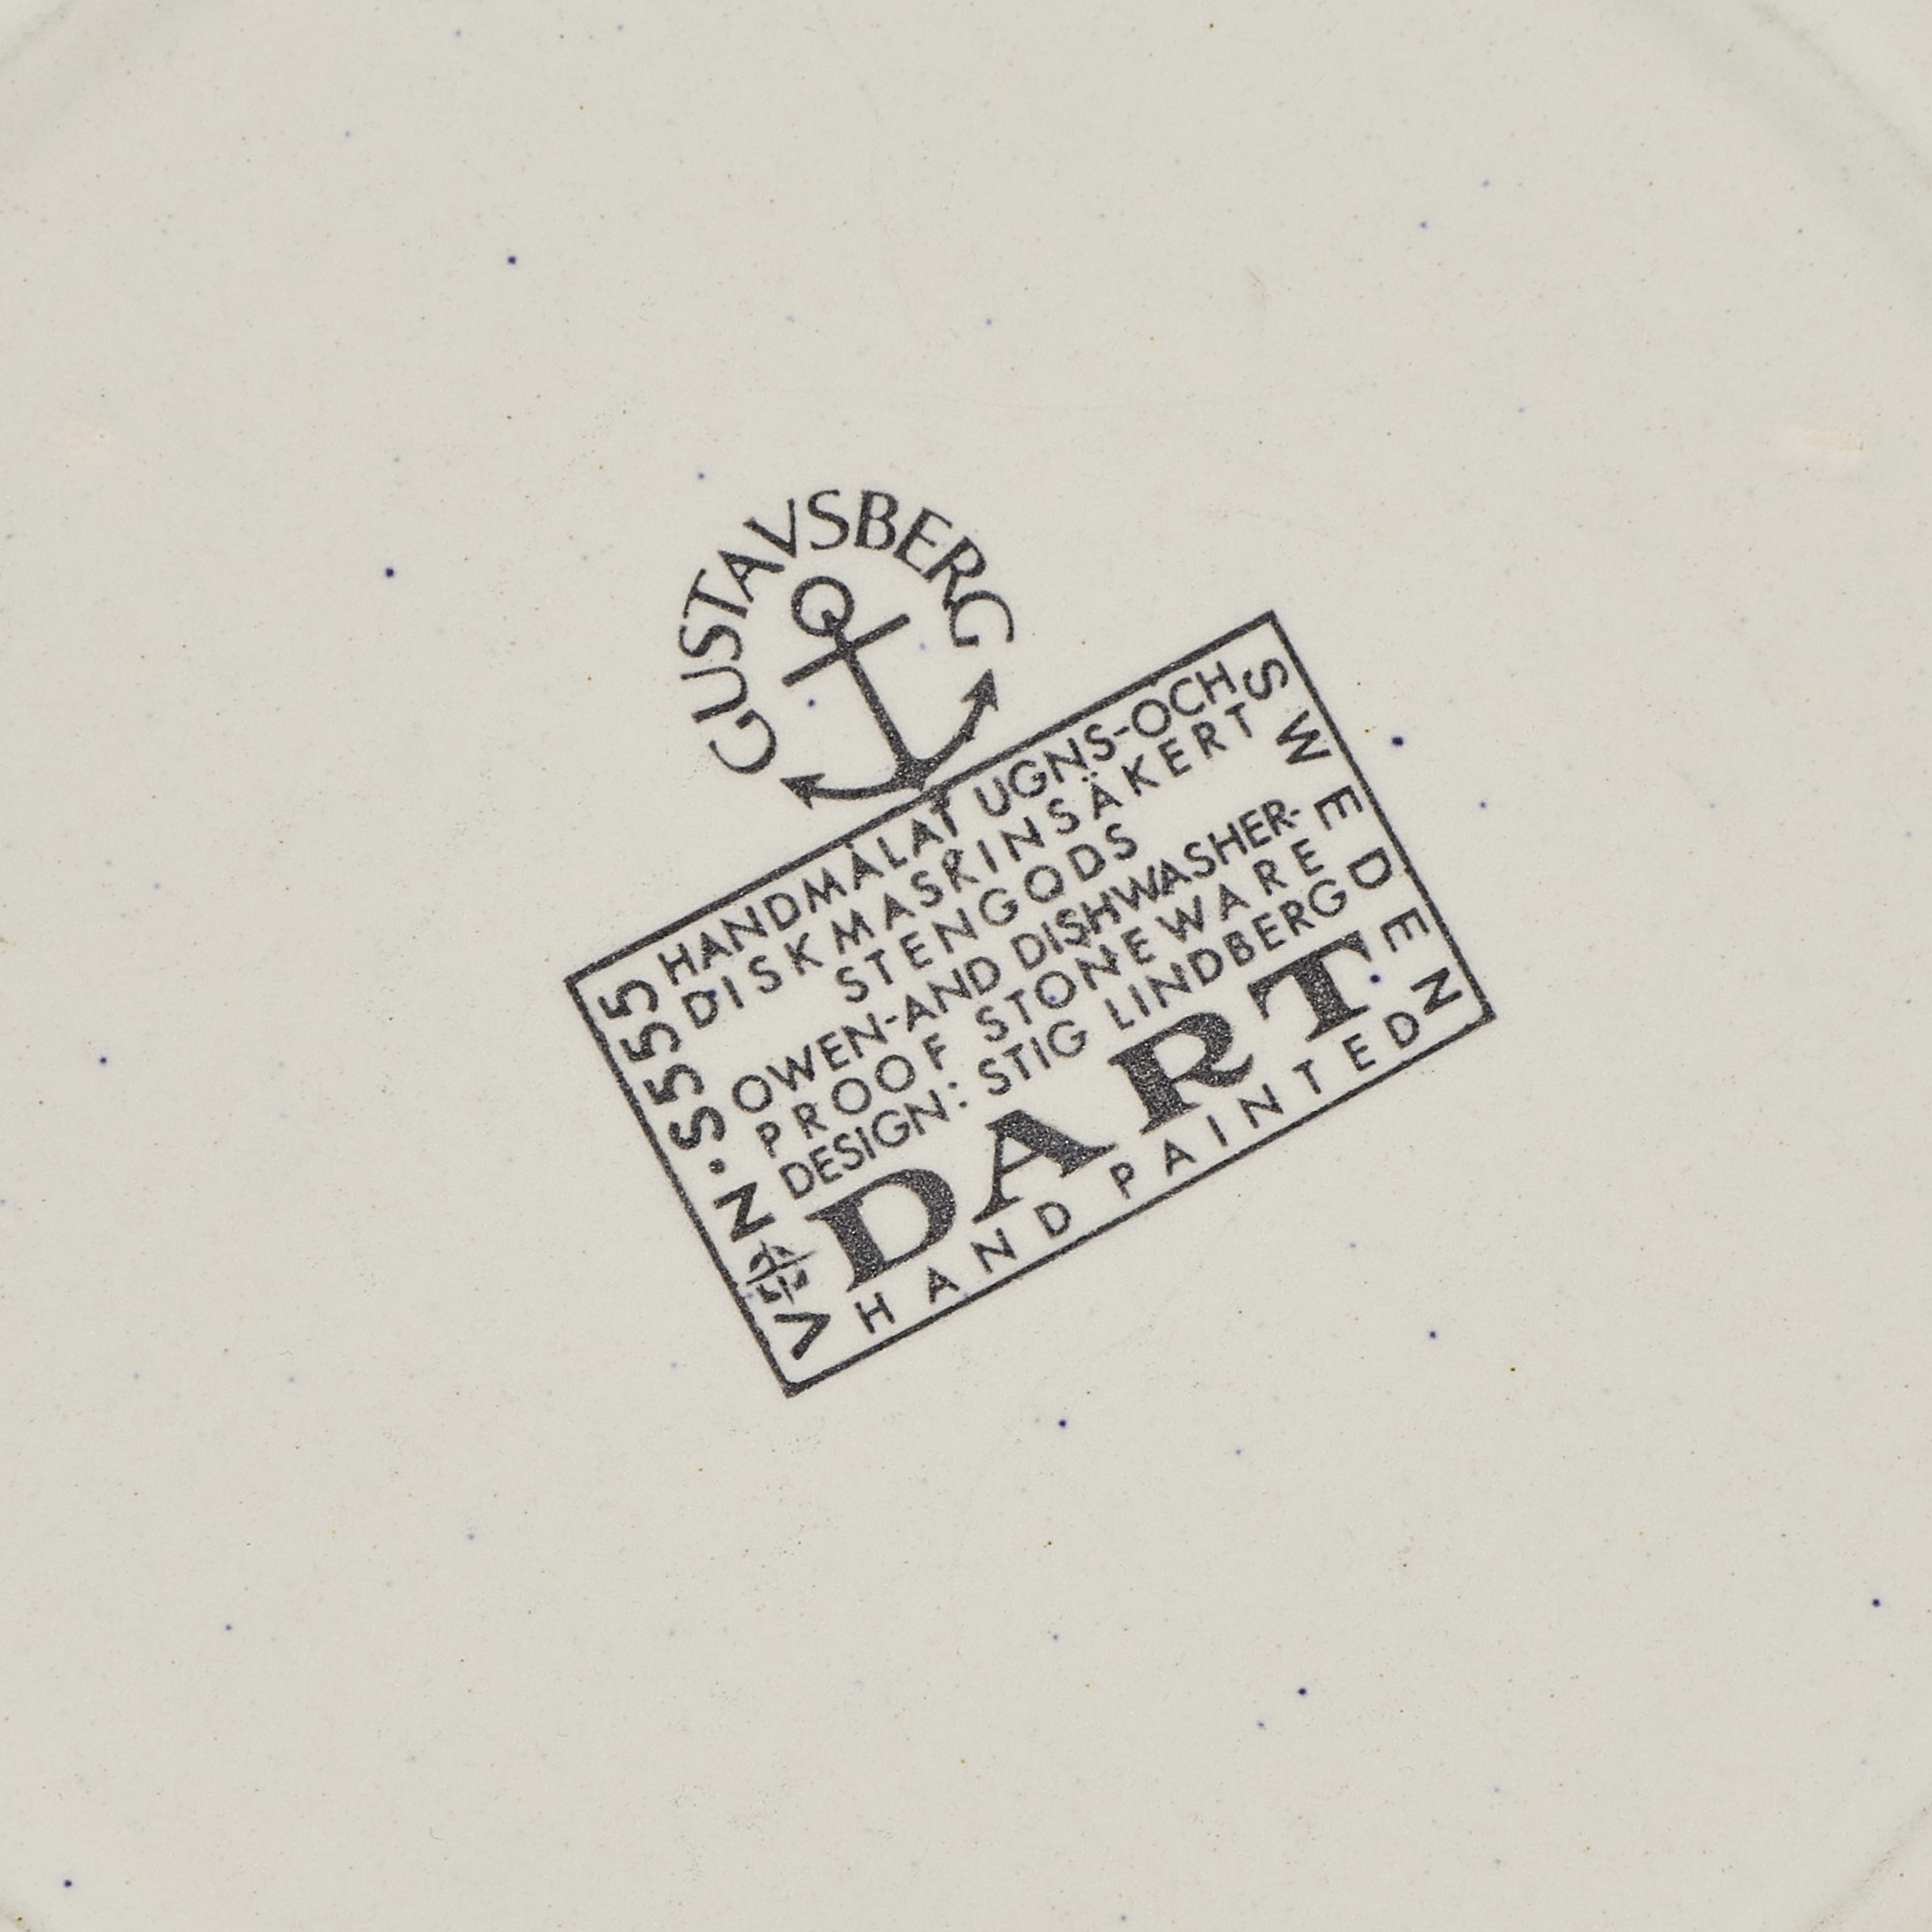 GUSTAVSBERG
HANDMÅLAT UGNS-OCH
DISKMASKINSÄKERT
STENGODS
OWEN-AND DISHWASHER-
PROOF STONEWARE
DESIGN: STIG LINDBERG
DART
HAND PAINTED
SWEDEN
S555